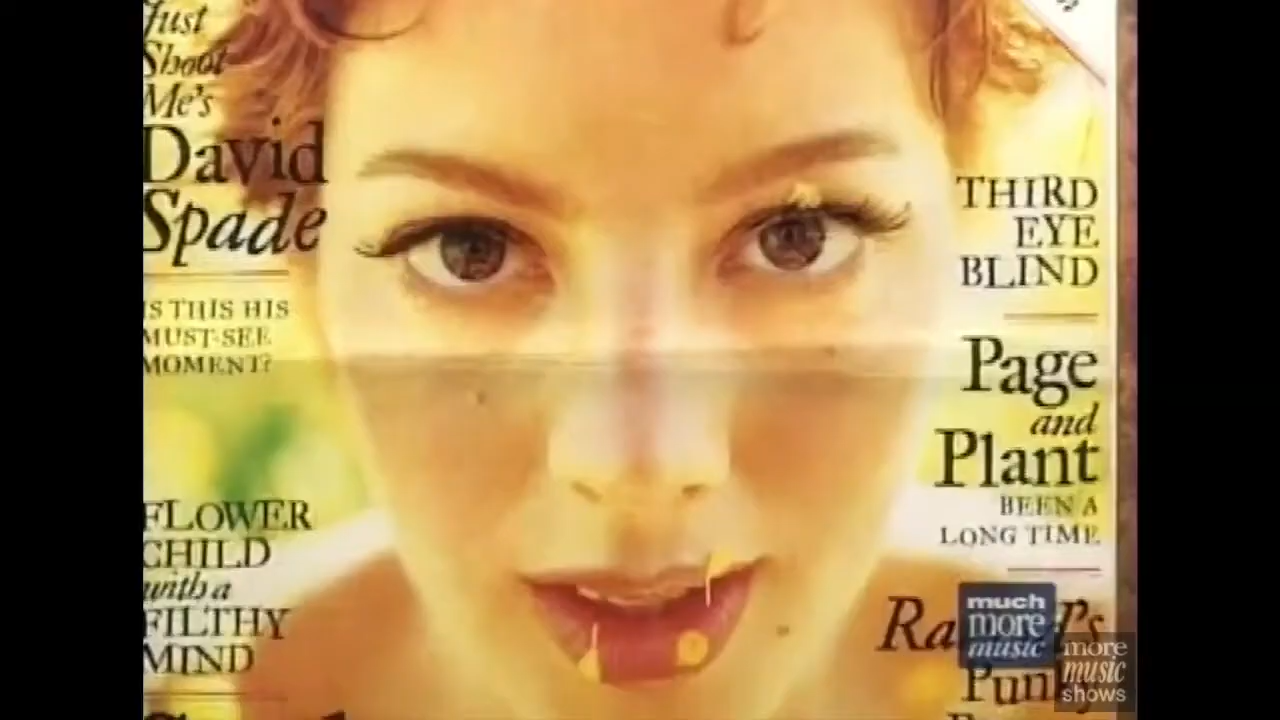 Just
Shoot
Me's
David
Spade
IS THIS HIS
MUST-SEE
MOMENT?
FLOWER
CHILD
with a
FILTHY
MIND
THIRD
EYE
BLIND
Page
and
Plant
BEEN A
LONG TIME
much
more
music
more
music
shows